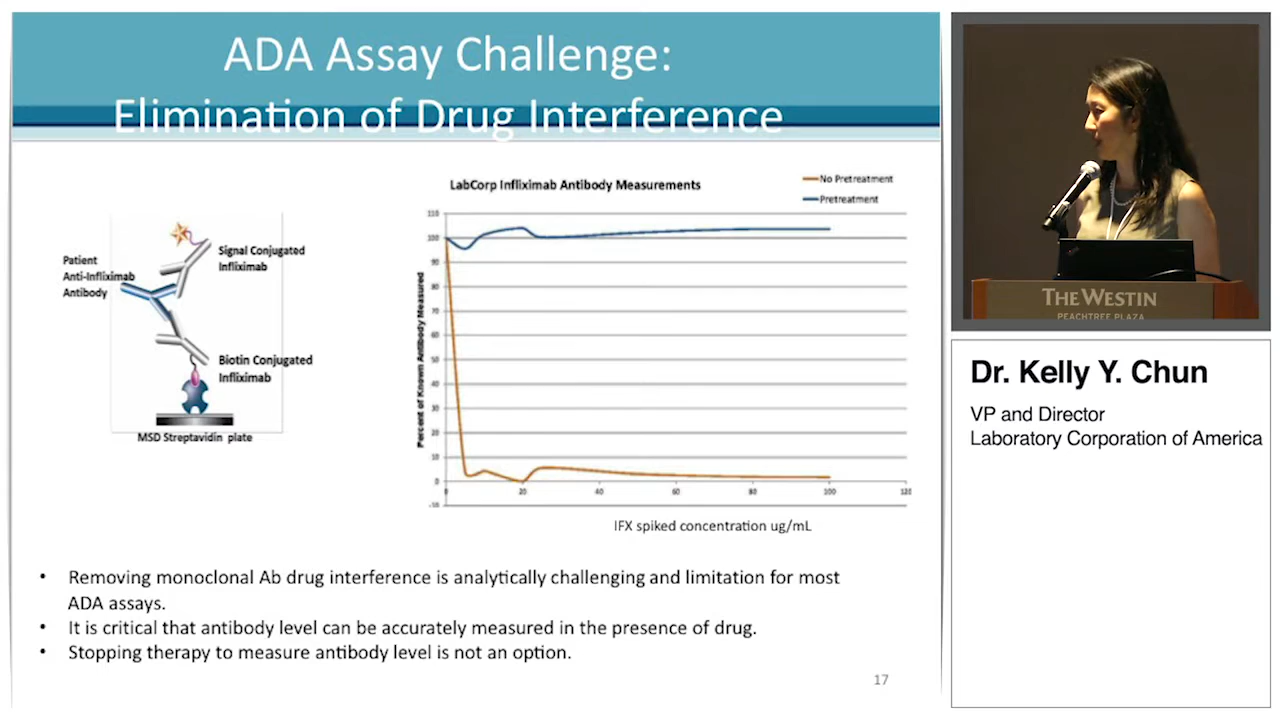 ADA Assay Challenge:
Elimination of Drug Interference
Patient
Anti-Infliximab
Antibody
Signal Conjugated
Infliximab
Biotin Conjugated
Infliximab
MSD Streptavidin plate
LabCorp Infliximab Antibody Measurements
No Pretreatment
Pretreatment
Percent of Known Antibody Measured
110
100
90
80
70
60
50
40
30
20
10
0
-10
0 20 40 60 80 100 120
IFX spiked concentration ug/mL
• Removing monoclonal Ab drug interference is analytically challenging and limitation for most
ADA assays.
• It is critical that antibody level can be accurately measured in the presence of drug.
• Stopping therapy to measure antibody level is not an option.
17
THE WESTIN
PEACHTREE PLAZA
Dr. Kelly Y. Chun
VP and Director
Laboratory Corporation of America